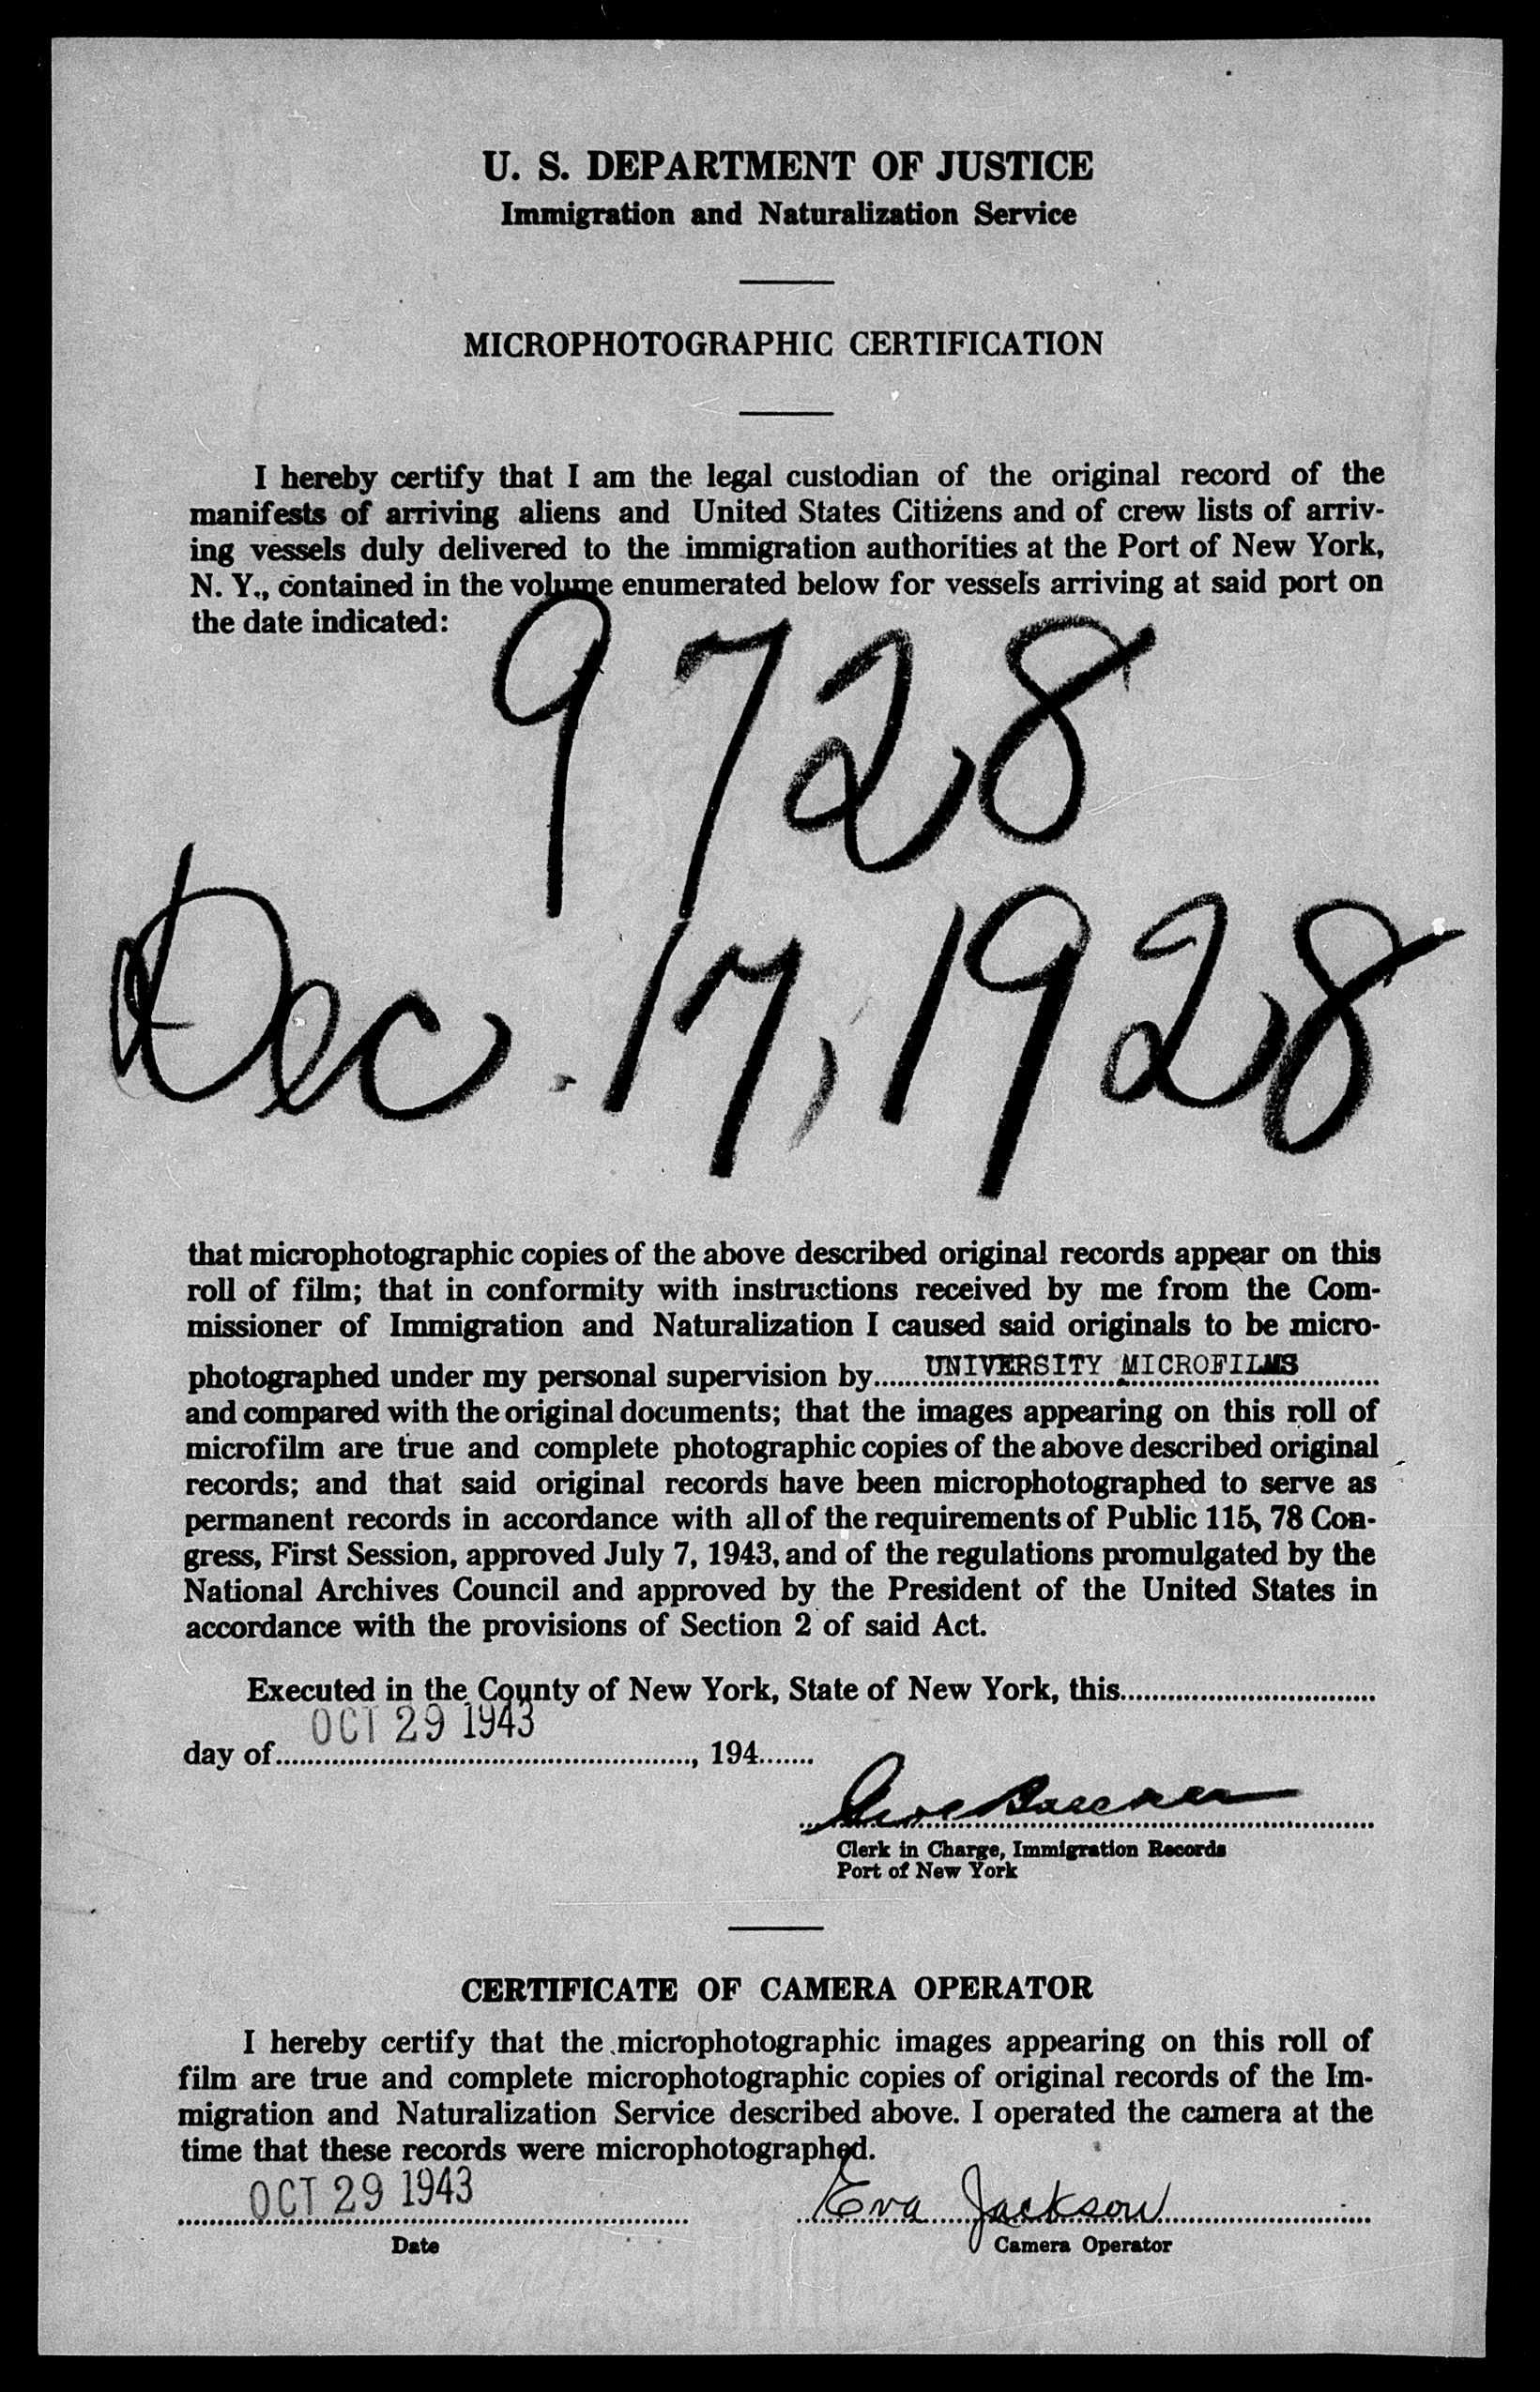 U. S. DEPARTMENT OF JUSTICE
Immigration and Naturalization Service
MICROPHOTOGRAPHIC CERTIFICATION
I hereby certify that I am the legal custodian of the original record of the
manifests of arriving aliens and United States Citizens and of crew lists of arriv-
ing vessels duly delivered to the immigration authorities at the Port of New York,
N. Y., contained in the volume enumerated below for vessels arriving at said port on
the date indicated:
9728
Dec. 17, 1928
that microphotographic copies of the above described original records appear on this
roll of film; that in conformity with instructions received by me from the Com-
missioner of Immigration and Naturalization I caused said originals to be micro-
photographed under my personal supervision by UNIVERSITY MICROFILMS
and compared with the original documents; that the images appearing on this roll of
microfilm are true and complete photographic copies of the above described original
records; and that said original records have been microphotographed to serve as
permanent records in accordance with all of the requirements of Public 115, 78 Con-
gress, First Session, approved July 7, 1943, and of the regulations promulgated by the
National Archives Council and approved by the President of the United States in
accordance with the provisions of Section 2 of said Act.
Executed in the County of New York, State of New York, this
OCT 29 1943
day of, 194
Clerk in Charge, Immigration Records
Port of New York
CERTIFICATE OF CAMERA OPERATOR
I hereby certify that the microphotographic images appearing on this roll of
film are true and complete microphotographic copies of original records of the Im-
migration and Naturalization Service described above. I operated the camera at the
time that these records were microphotographed.
OCT 29 1943 Eva Jackson
Date Camera Operator